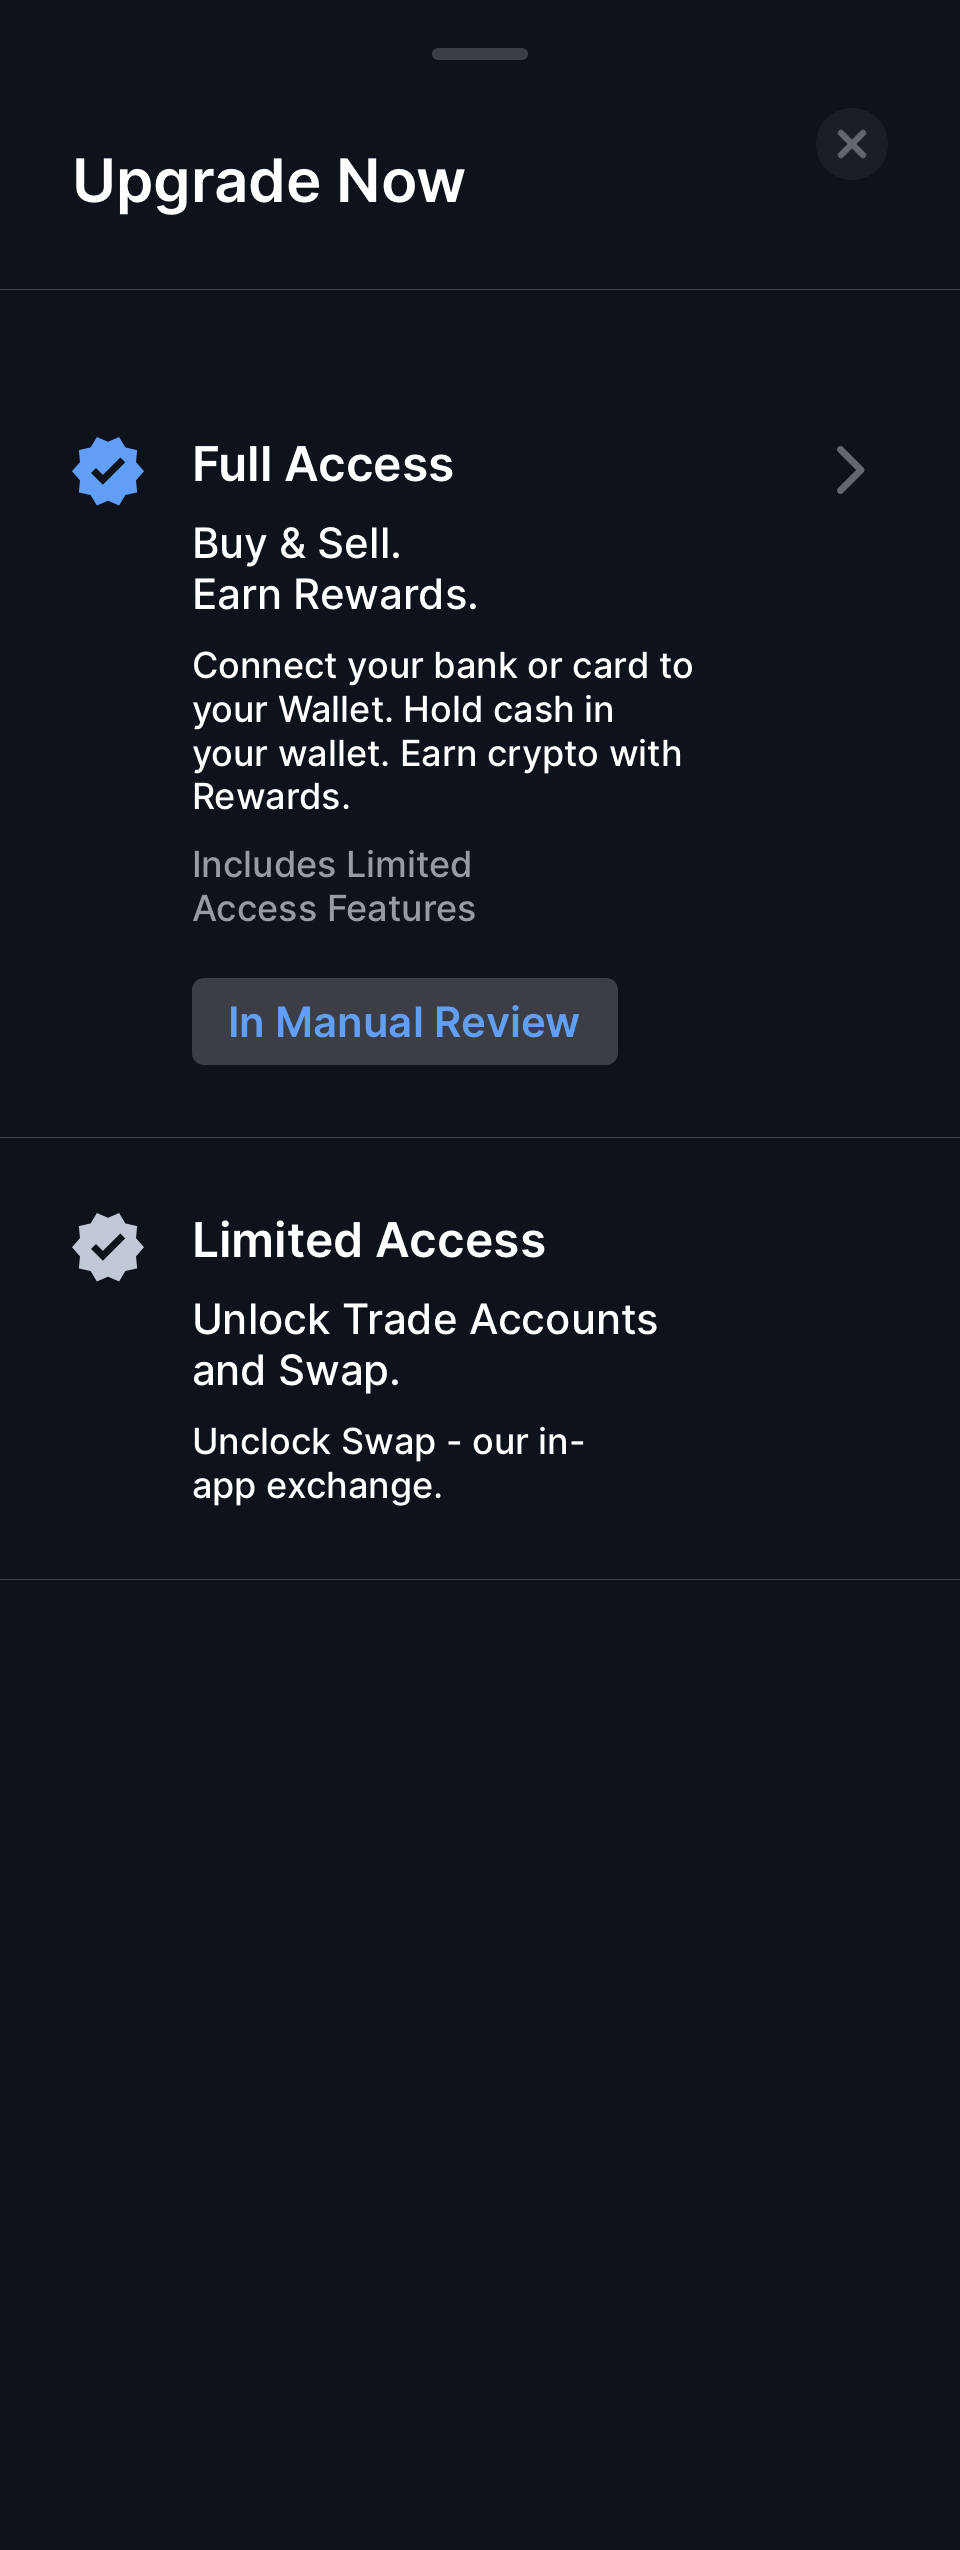 Upgrade Now
Full Access
Buy & Sell.
Earn Rewards.
Connect your bank or card to
your Wallet. Hold cash in
your wallet. Earn crypto with
Rewards.
Includes Limited
Access Features
In Manual Review
Limited Access
Unlock Trade Accounts
and Swap.
Unclock Swap - our in-
app exchange.